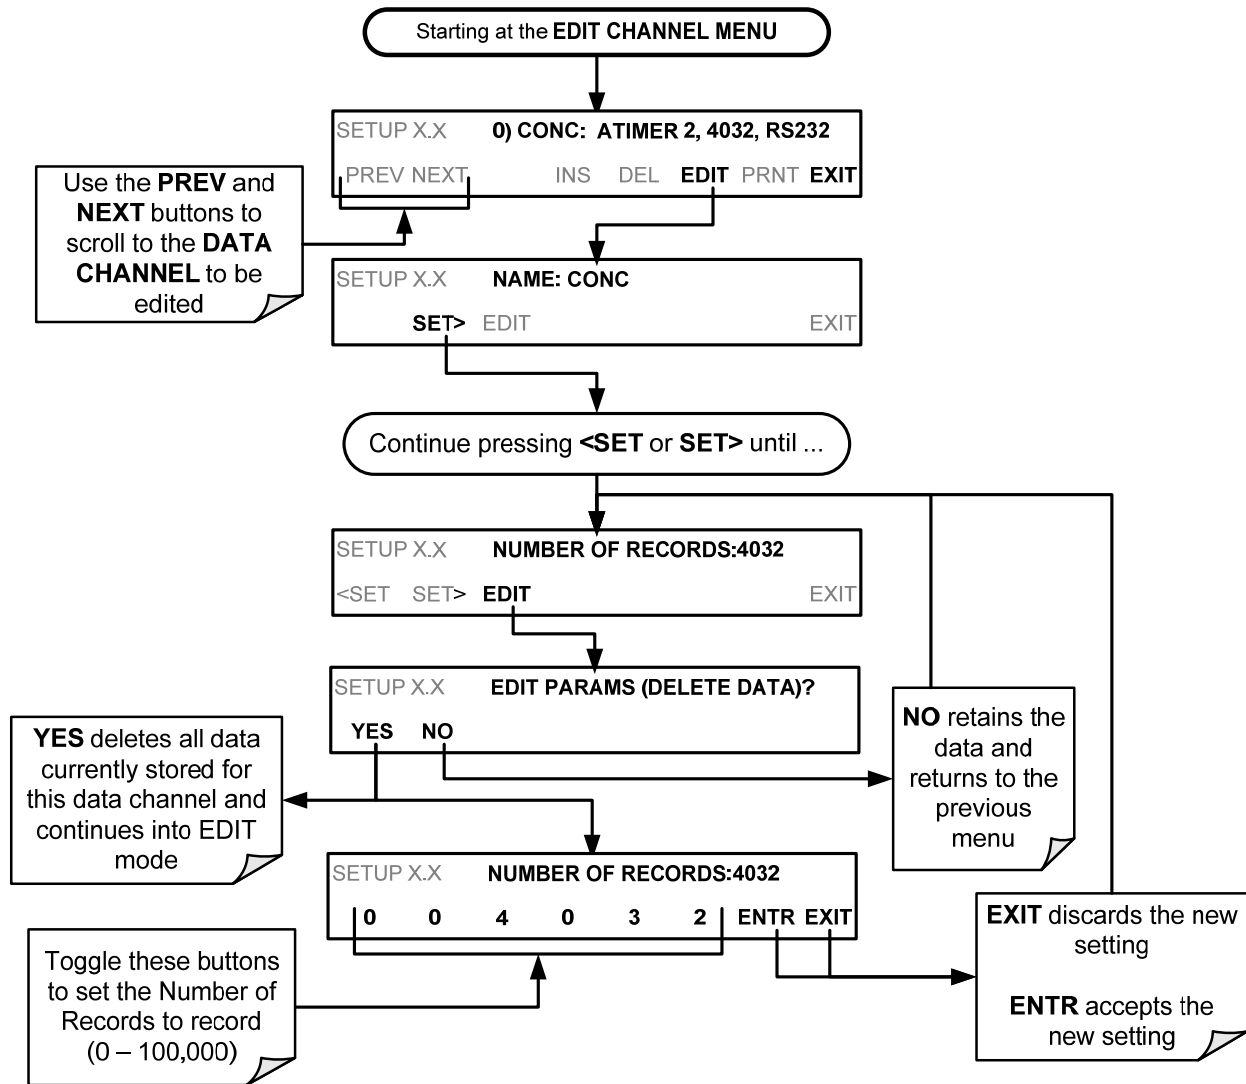 Starting at the EDIT CHANNEL MENU
SETUP X.X 0) CONC: ATIMER 2, 4032, RS232
PREV NEXT INS DEL EDIT PRNT EXIT
Use the PREV and
NEXT buttons to
scroll to the DATA
CHANNEL to be
edited
SETUP X.X NAME: CONC
SET> EDIT EXIT
Continue pressing <SET or SET> until ...
SETUP X.X NUMBER OF RECORDS:4032
<SET SET> EDIT EXIT
SETUP X.X EDIT PARAMS (DELETE DATA)?
YES NO
YES deletes all data
currently stored for
this data channel and
continues into EDIT
mode
NO retains the
data and
returns to the
previous
menu
SETUP X.X NUMBER OF RECORDS:4032
0 0 4 0 3 2 ENTR EXIT
Toggle these buttons
to set the Number of
Records to record
(0 – 100,000)
EXIT discards the new
setting
ENTR accepts the
new setting